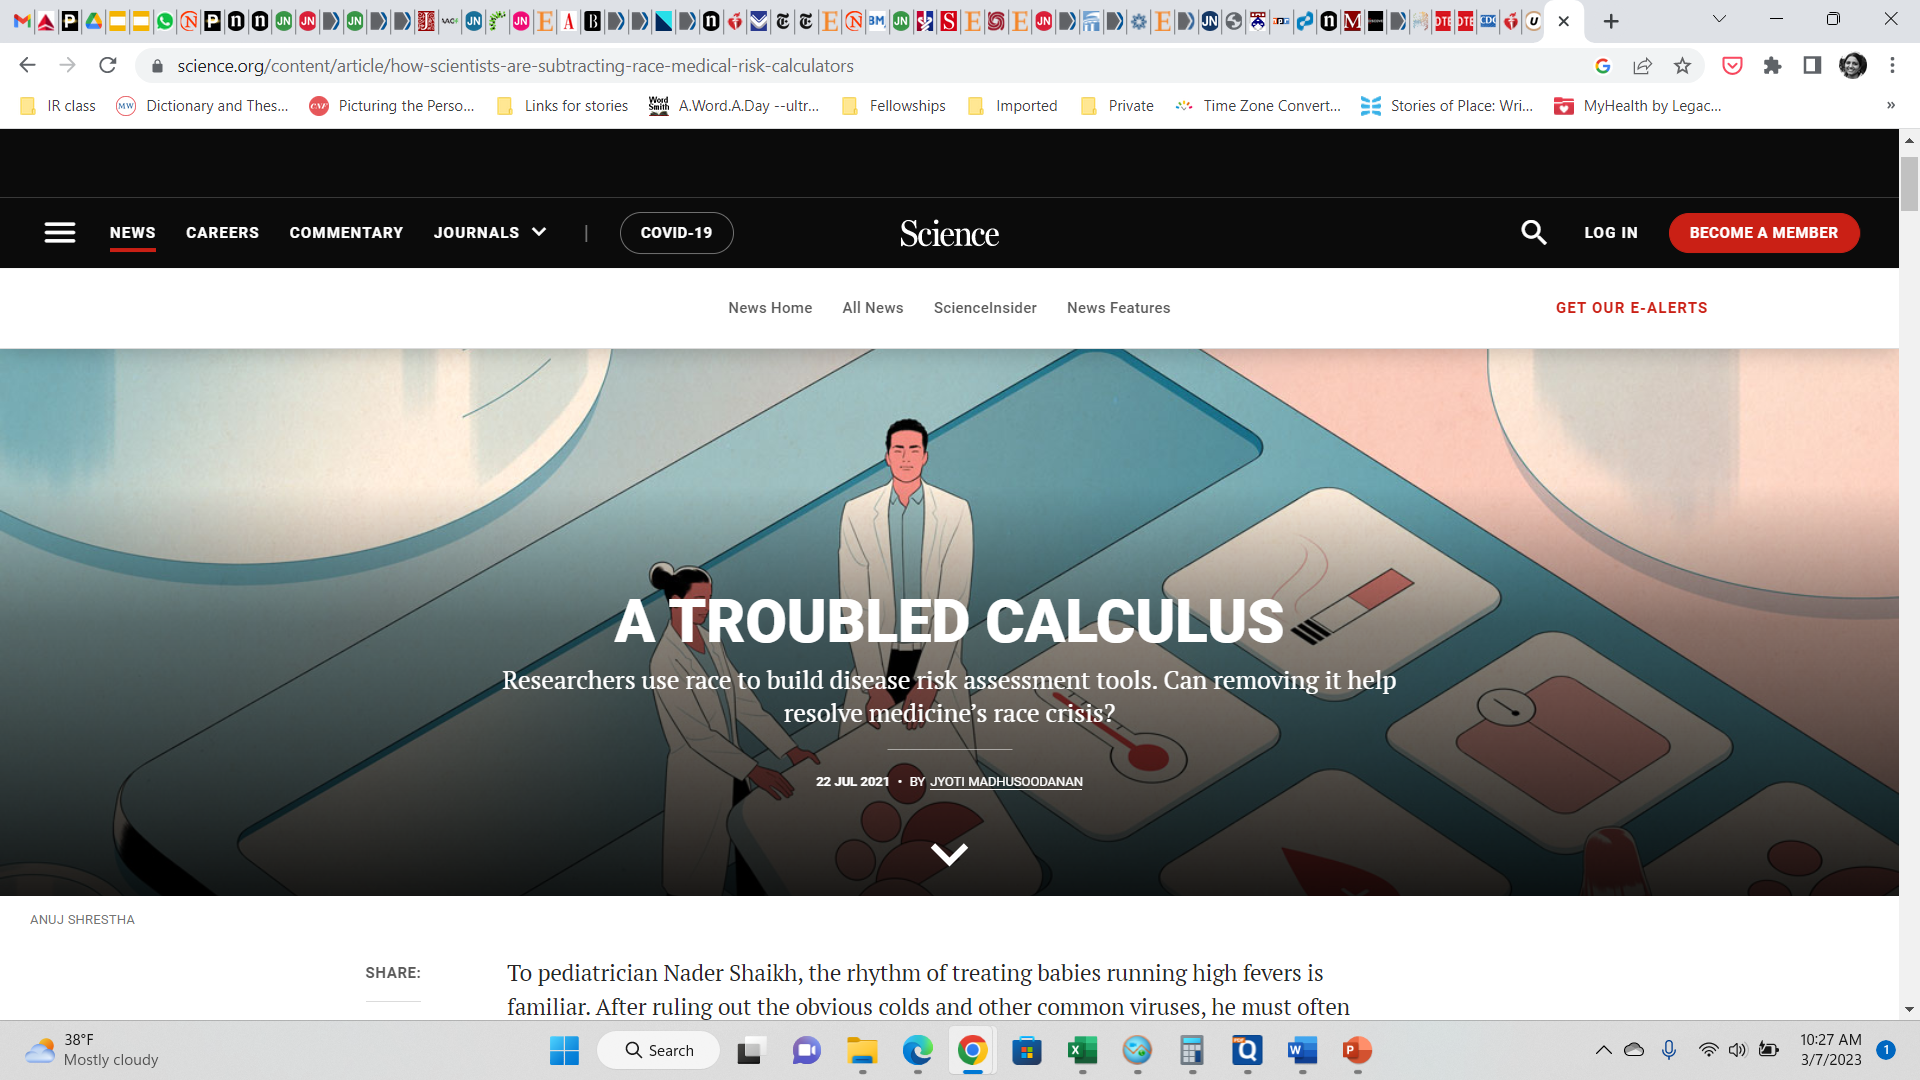 science.org/content/article/how-scientists-are-subtracting-race-medical-risk-calculators
IR class
Dictionary and Thes...
Picturing the Perso...
Links for stories
A.Word.A.Day --ultr...
Fellowships
Imported
Private
Time Zone Convert...
Stories of Place: Wri...
MyHealth by Legac...
NEWS
CAREERS
COMMENTARY
JOURNALS
COVID-19
Science
LOG IN
BECOME A MEMBER
News Home
All News
ScienceInsider
News Features
GET OUR E-ALERTS
A TROUBLED CALCULUS
Researchers use race to build disease risk assessment tools. Can removing it help
resolve medicine’s race crisis?
22 JUL 2021 • BY JYOTI MADHUSOODANAN
ANUJ SHRESTHA
SHARE:
To pediatrician Nader Shaikh, the rhythm of treating babies running high fevers is
familiar. After ruling out the obvious colds and other common viruses, he must often
38°F
Mostly cloudy
Search
10:27 AM
3/7/2023
1